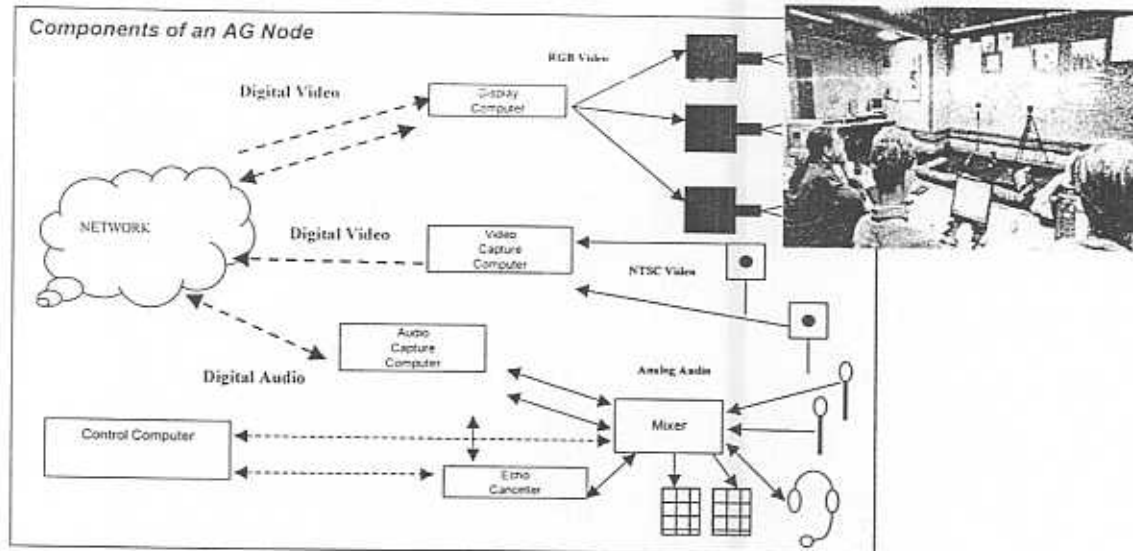 Components of an AG Node
RGB Video
Digital Video
Display
Computer
NETWORK
Digital Video
Video
Capture
Computer
NTSC Video
Audio
Capture
Computer
Digital Audio
Analog Audio
Control Computer
Mixer
Echo
Canceller